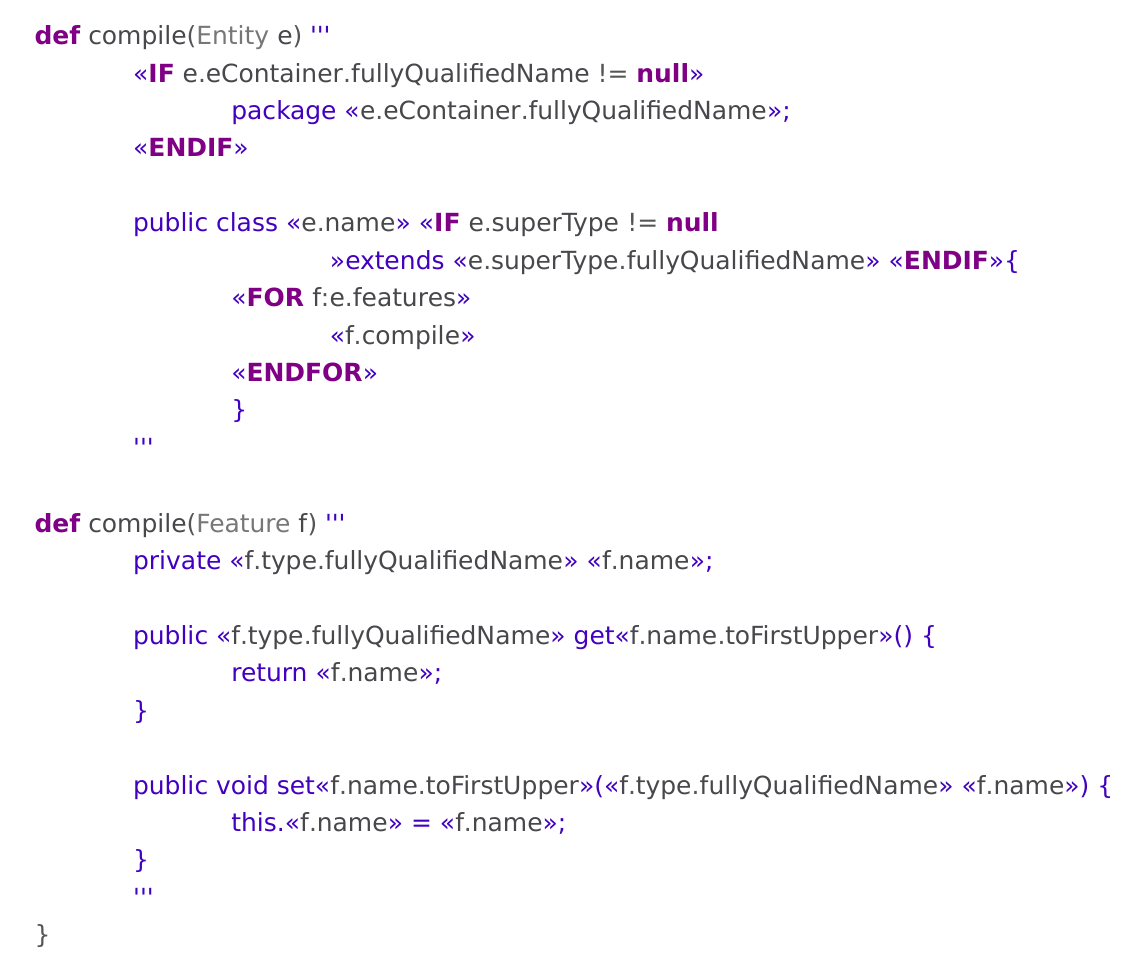 def compile(Entity e) '''
«IF e.eContainer.fullyQualifiedName != null»
package «e.eContainer.fullyQualifiedName»;
«ENDIF»
public class «e.name» «IF e.superType != null
»extends «e.superType.fullyQualifiedName» «ENDIF»{
«FOR f:e.features»
«f.compile»
«ENDFOR»
}
'''
def compile(Feature f) '''
private «f.type.fullyQualifiedName» «f.name»;
public «f.type.fullyQualifiedName» get«f.name.toFirstUpper»() {
return «f.name»;
}
public void set«f.name.toFirstUpper»(«f.type.fullyQualifiedName» «f.name») {
this.«f.name» = «f.name»;
}
'''
}